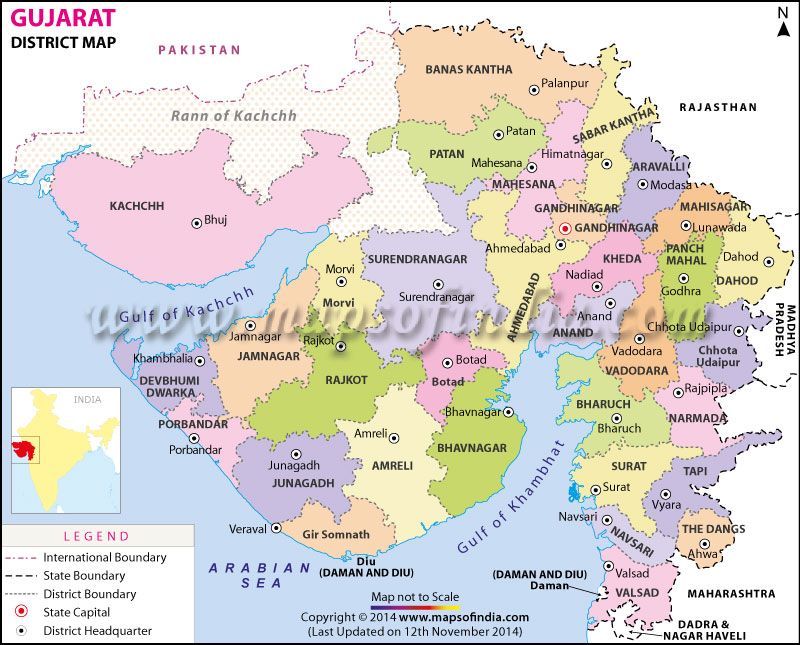 GUJARAT
DISTRICT MAP
N
PAKISTAN
BANAS KANTHA
Palanpur
RAJASTHAN
Rann of Kachchh
SABAR KANTHA
Patan
PATAN
Himatnagar
Mahesana
MAHESANA
ARAVALLI
Modasa
KACHCHH
Bhuj
GANDHINAGAR
GANDHINAGAR
MAHISAGAR
Lunawada
Ahmedabad
SURENDRANAGAR
KHEDA
PANCH
MAHAL
Dahod
DAHOD
Morvi
Morvi
Surendranagar
Nadiad
Godhra
Gulf of Kachchh
AHMEDABAD
Anand
ANAND
www.mapsofindia.com
MADHYA
PRADESH
Chhota Udaipur
Jamnagar
JAMNAGAR
Rajkot
RAJKOT
Khambhalia
DEVBHUMI
DWARKA
Botad
Botad
Vadodara
VADODARA
Chhota
Udaipur
Rajpipla
NARMADA
INDIA
PORBANDAR
Porbandar
Bhavnagar
BHAVNAGAR
BHARUCH
Bharuch
Amreli
AMRELI
Junagadh
JUNAGADH
Gulf of Khambhat
SURAT
Surat
TAPI
Vyara
Veraval
Gir Somnath
Navsari
NAVSARI
THE DANGS
Ahwa
ARABIAN
SEA
Diu
(DAMAN AND DIU)
(DAMAN AND DIU)
Daman
Valsad
VALSAD
MAHARASHTRA
DADRA &
NAGAR HAVELI
LEGEND
International Boundary
State Boundary
District Boundary
State Capital
District Headquarter
Map not to Scale
Copyright © 2014 www.mapsofindia.com
(Last Updated on 12th November 2014)